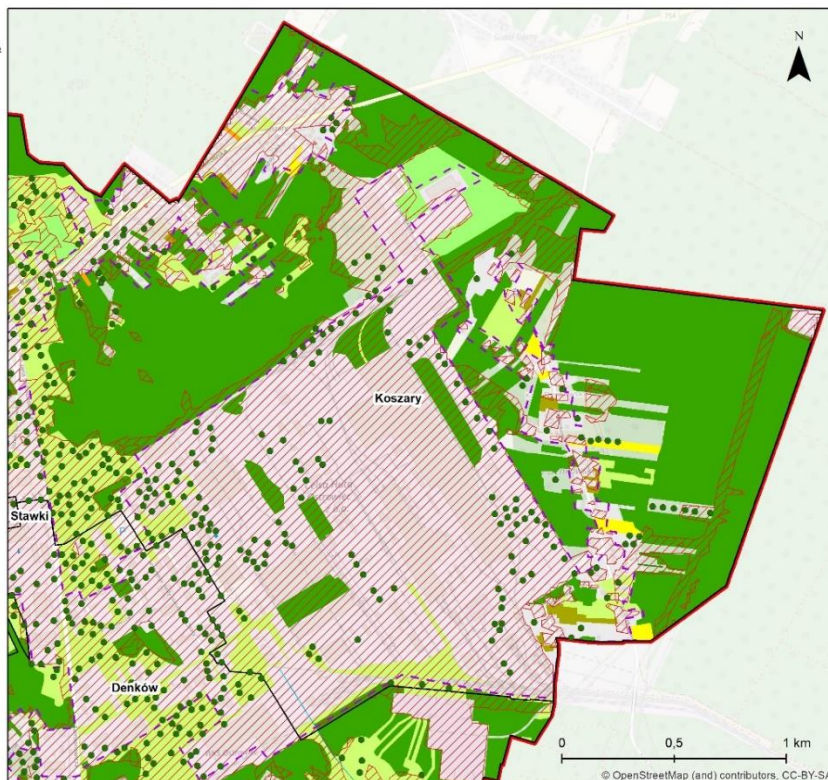 N
Koszary
Stawki
Denków
0 0,5 1 km
© OpenStreetMap (and) contributors, CC-BY-SA